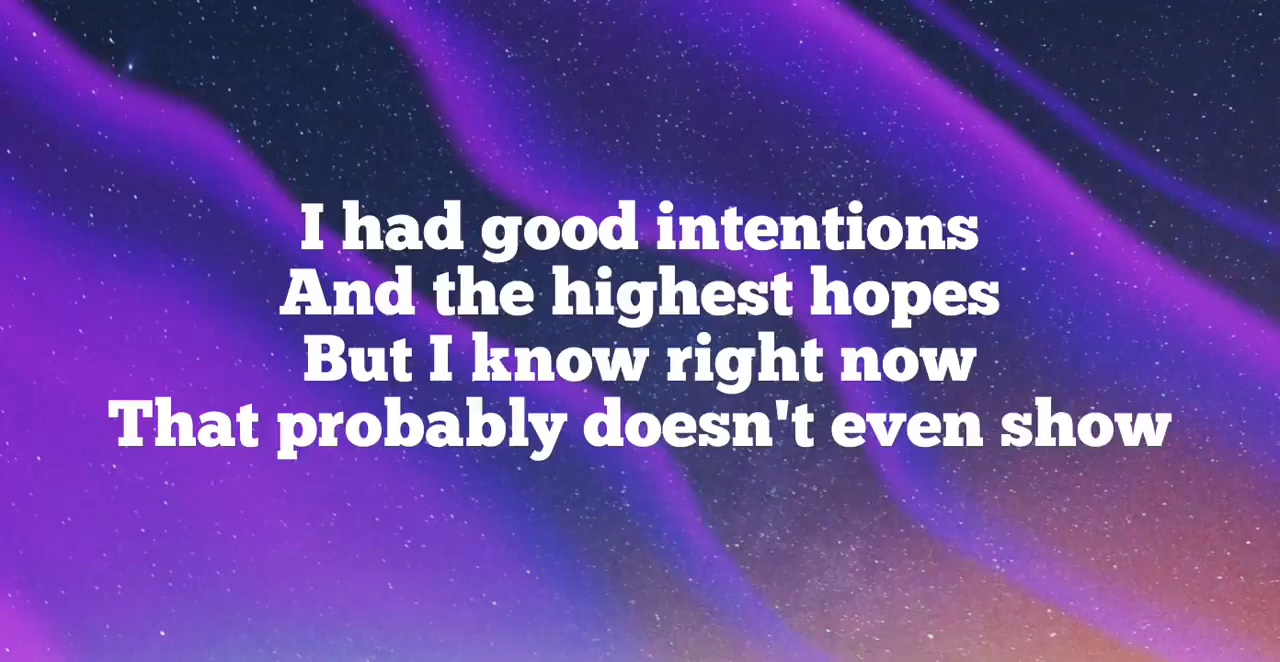 I had good intentions
And the highest hopes
But I know right now
That probably doesn't even show